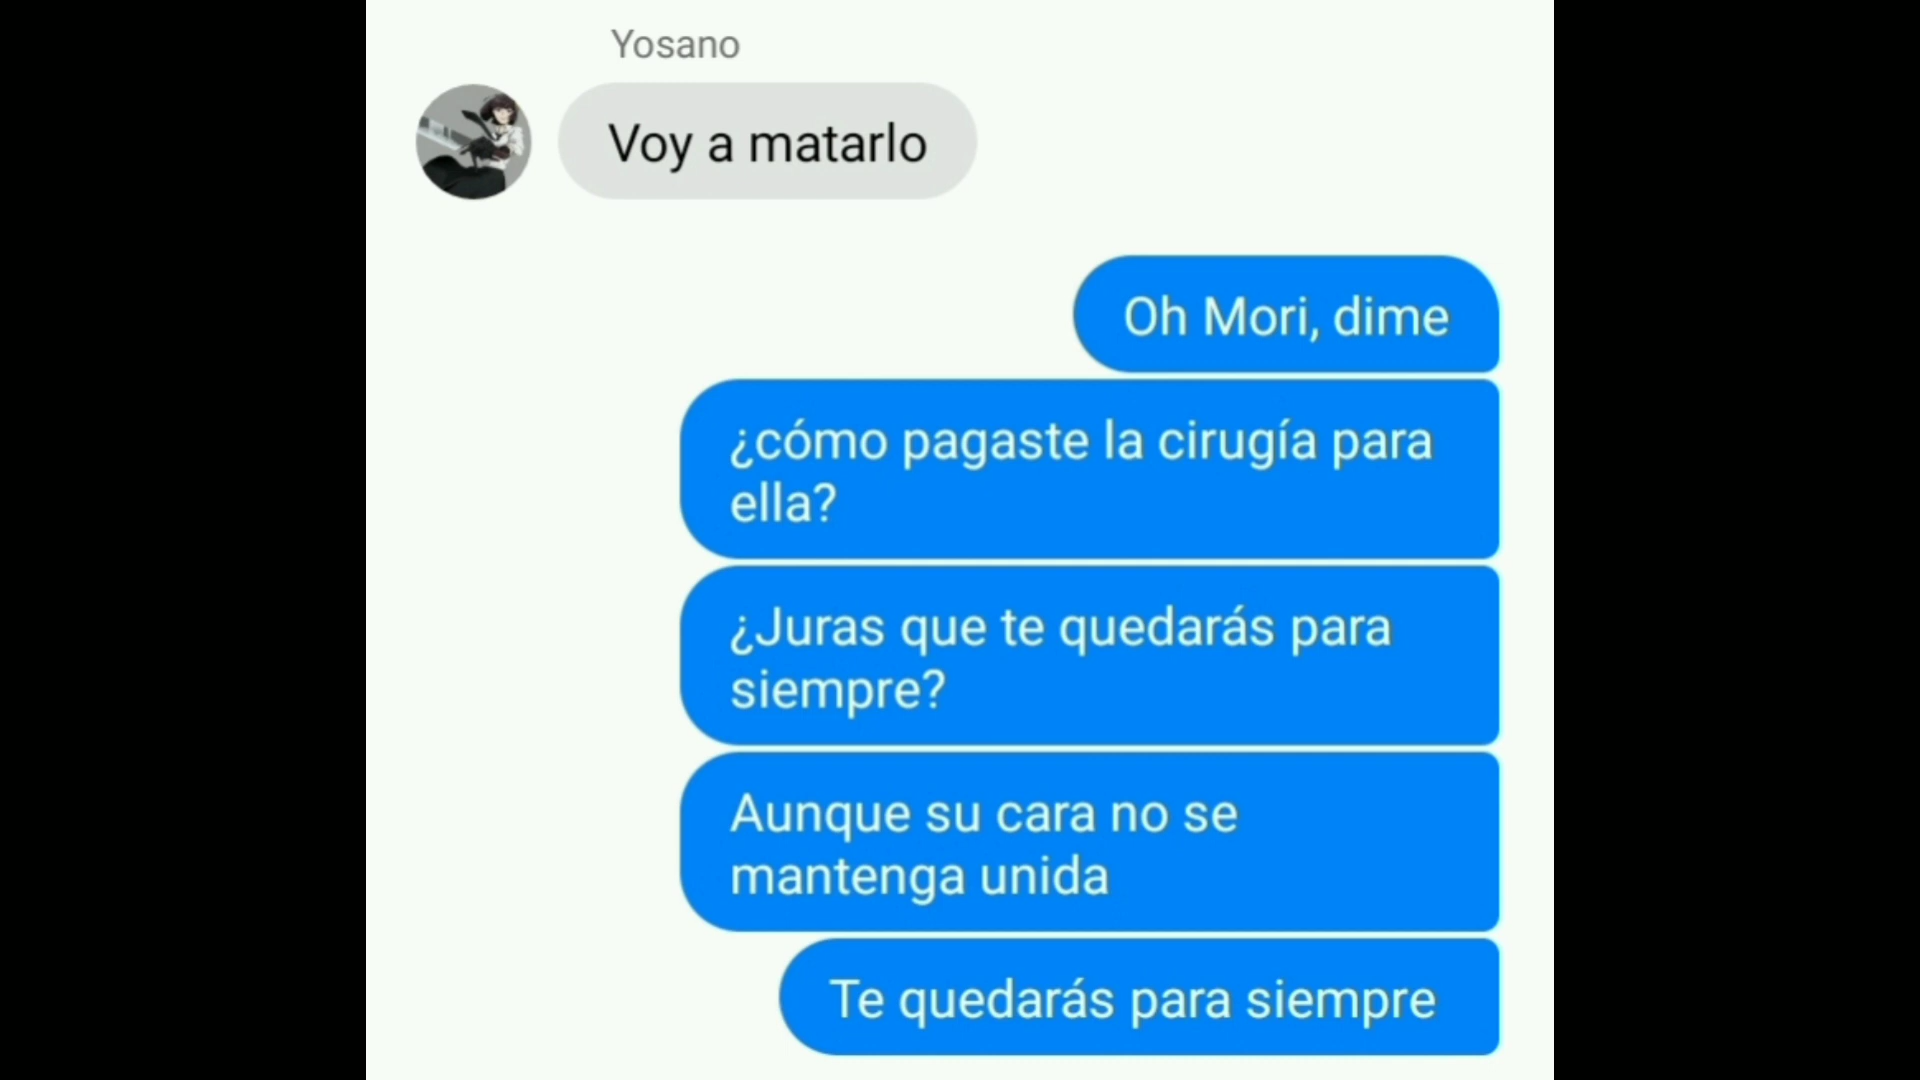 Yosano
Voy a matarlo
Oh Mori, dime
¿cómo pagaste la cirugía para
ella?
¿Juras que te quedarás para
siempre?
Aunque su cara no se
mantenga unida
Te quedarás para siempre